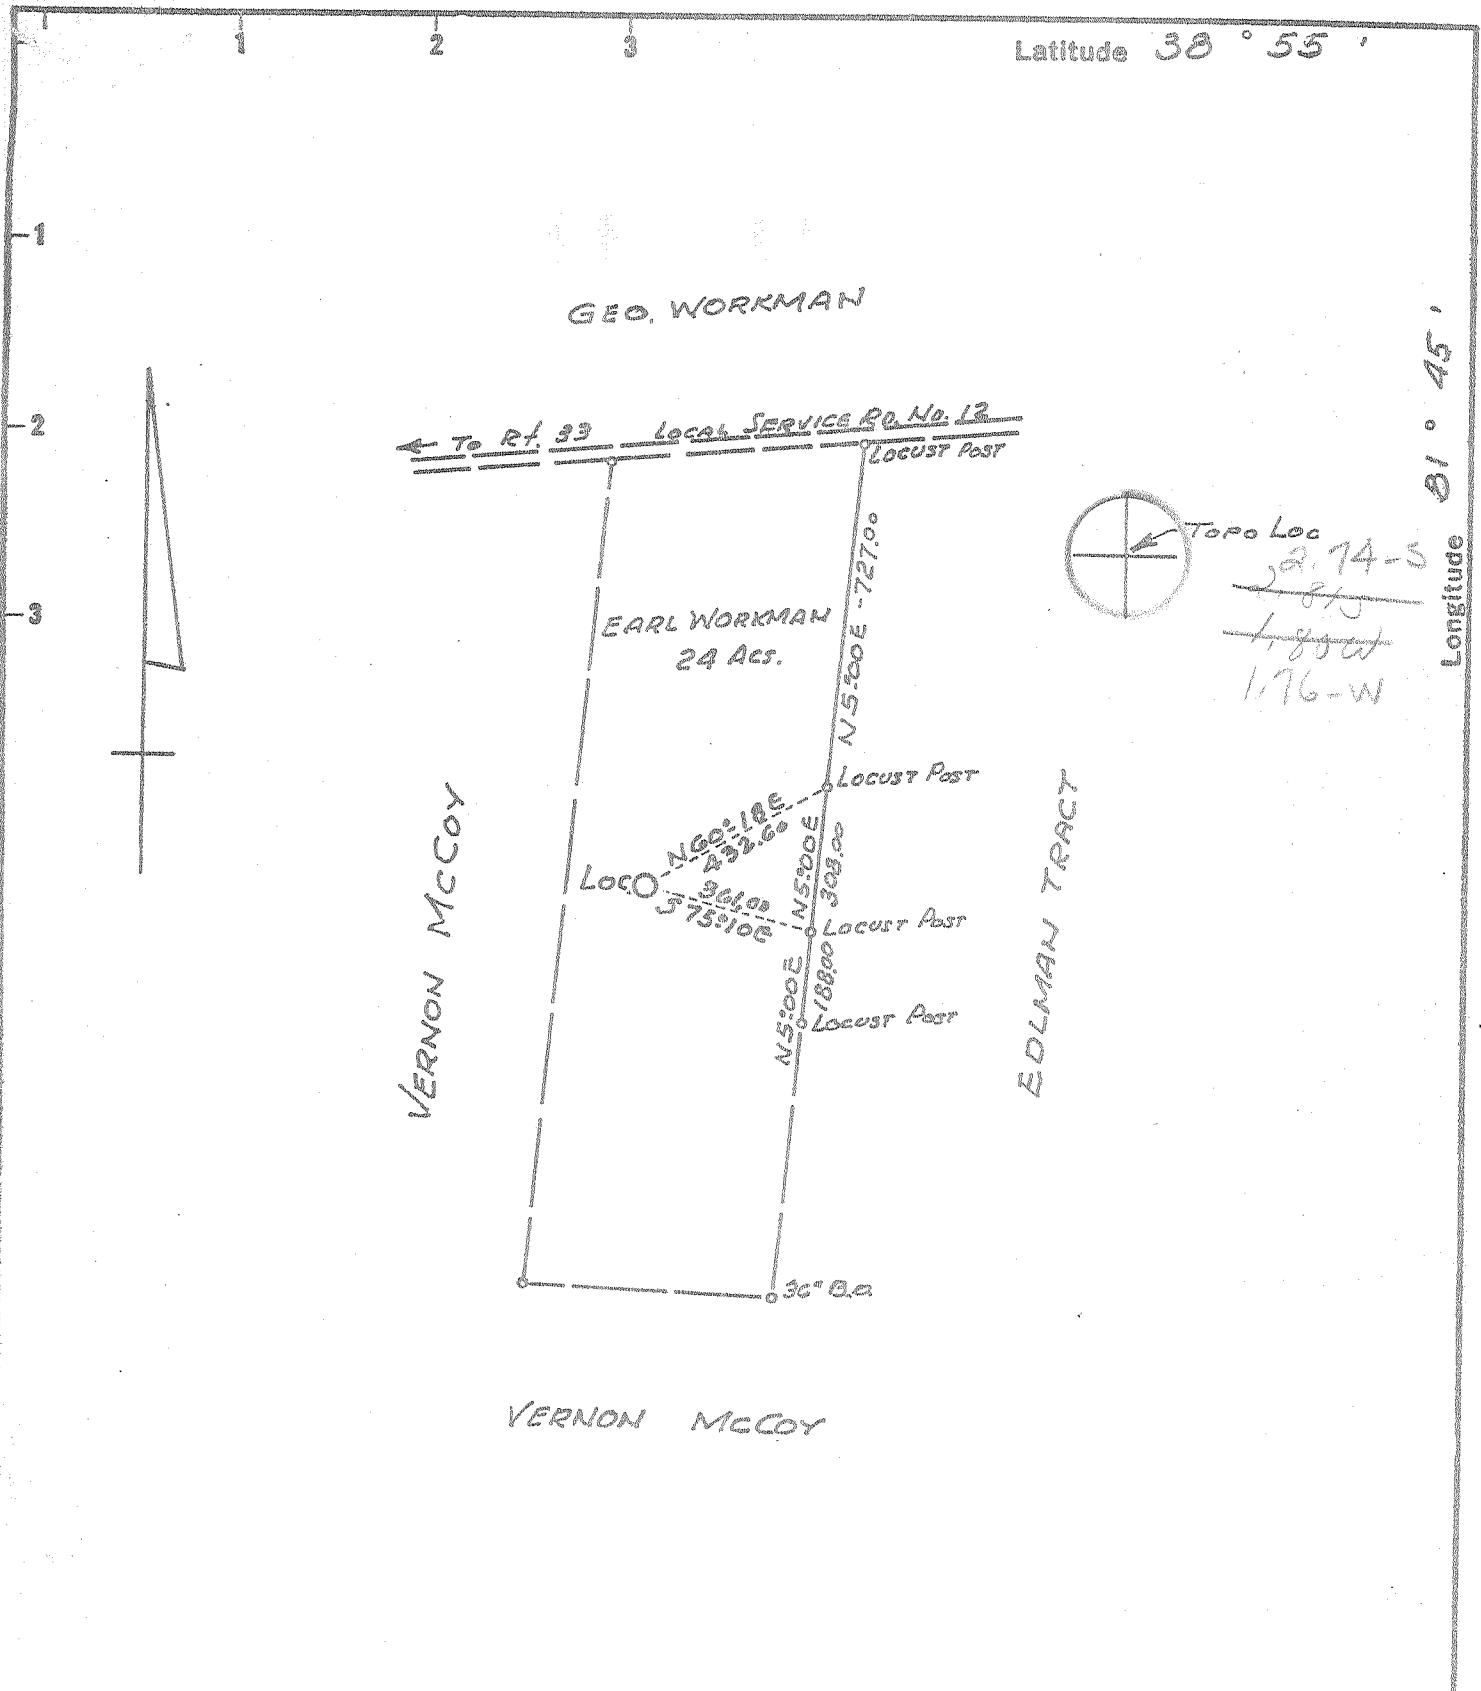 1 2 3
Latitude 38 ° 55 '
1
2
3
Longitude 81 ° 45 '
GEO. WORKMAN
← To Rt. 33 LOCAL SERVICE RD. NO. 12
LOCUST POST
N5°:00E - 727.00
TOPO LOC
2.74-S
1.76-W
EARL WORKMAN
24 ACS.
LOCUST POST
N60°:18E
432.60
N5°:00E
308.00
LOC
361.00
S75°:10E
LOCUST POST
N5°:00E
188.00
LOCUST POST
VERNON McCOY
EDLMAN TRACT
36" B.O.
VERNON McCOY